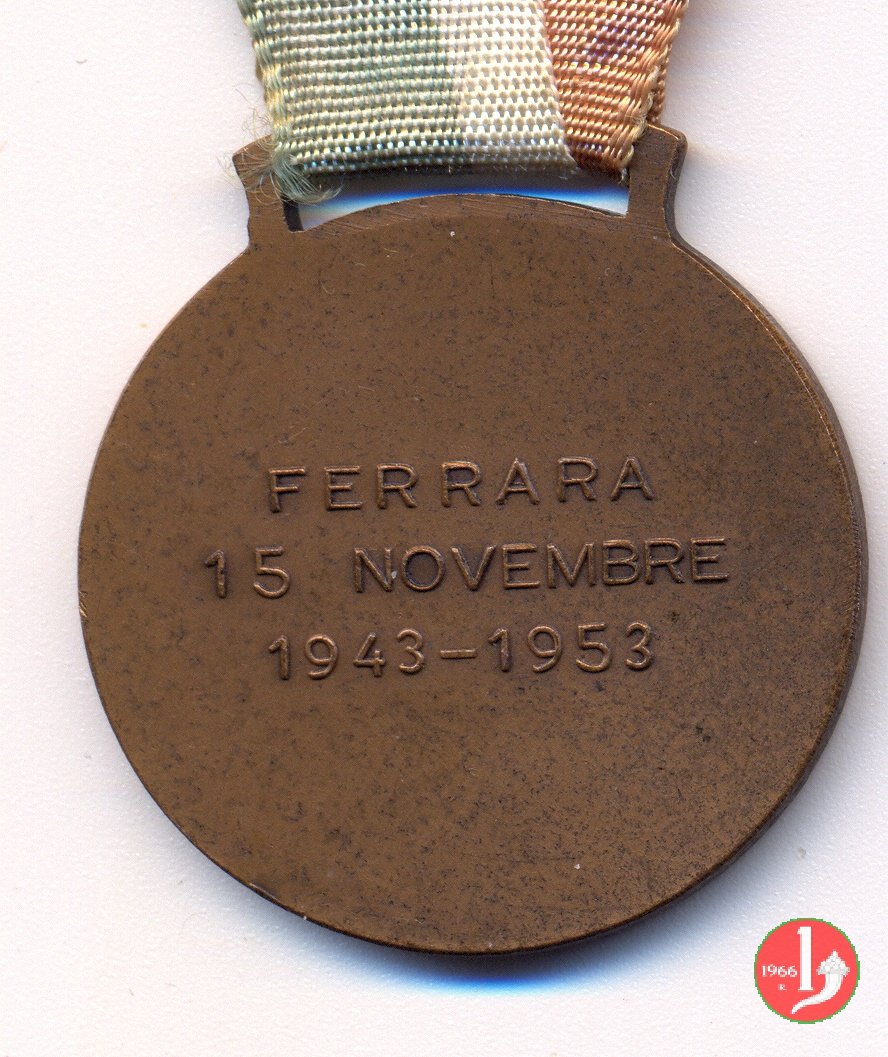 FERRARA
15 NOVEMBRE
1943-1953
1966
R.